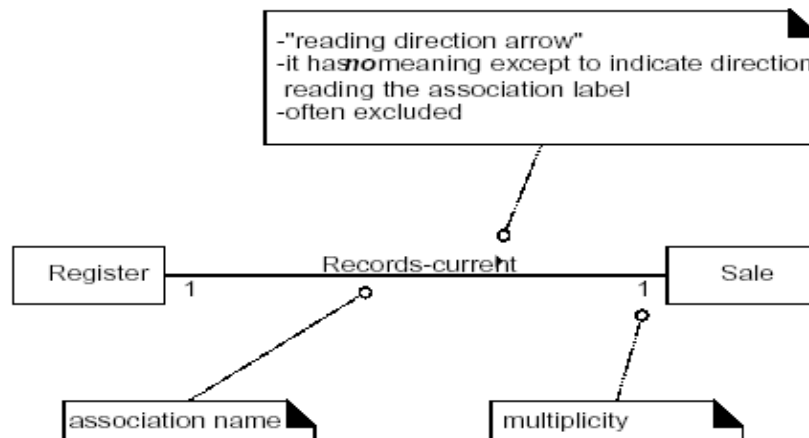 -"reading direction arrow"
-it has no meaning except to indicate direction
reading the association label
-often excluded
Register
Records-current
Sale
1
1
association name
multiplicity